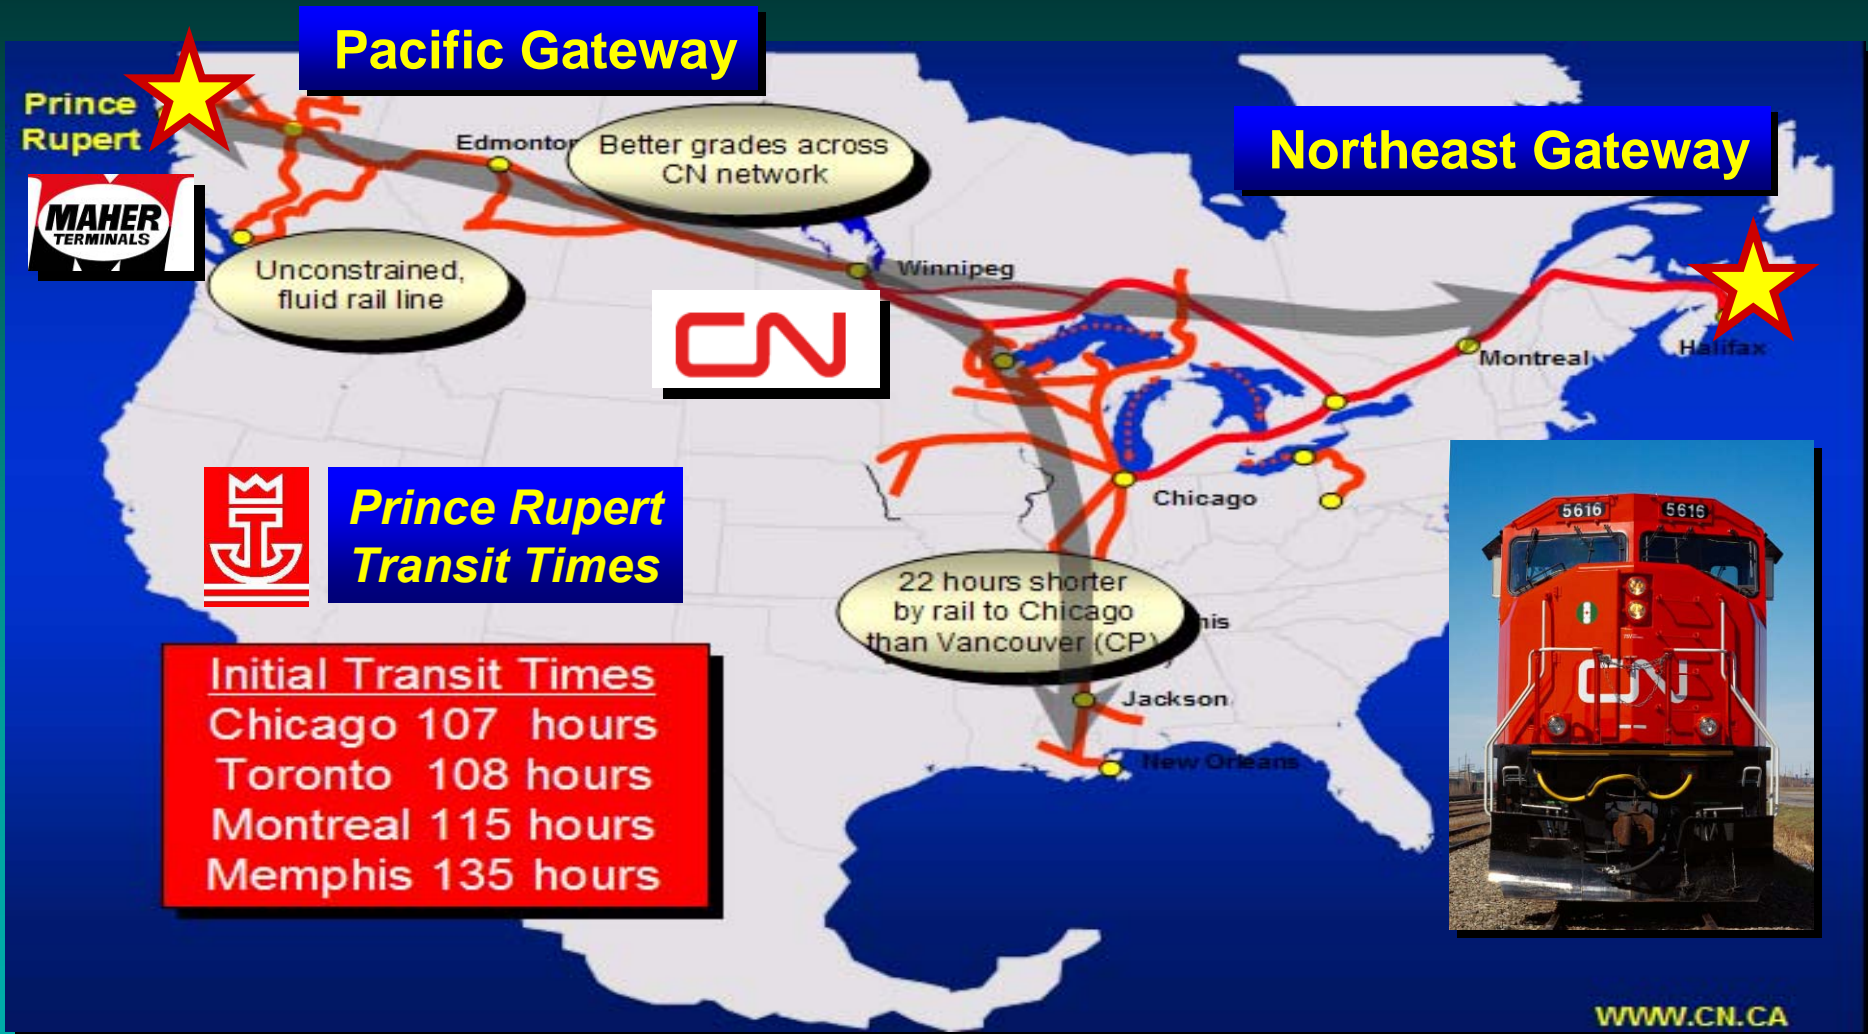 Pacific Gateway
Prince
Rupert
Northeast Gateway
Edmonton
Better grades across
CN network
MAHER
TERMINALS
Unconstrained,
fluid rail line
Winnipeg
CN
Montreal
Halifax
Prince Rupert
Transit Times
Chicago
5616 5616
22 hours shorter
by rail to Chicago
than Vancouver (CP)
CN
Initial Transit Times
Chicago 107 hours
Toronto 108 hours
Montreal 115 hours
Memphis 135 hours
Jackson
New Orleans
WWW.CN.CA